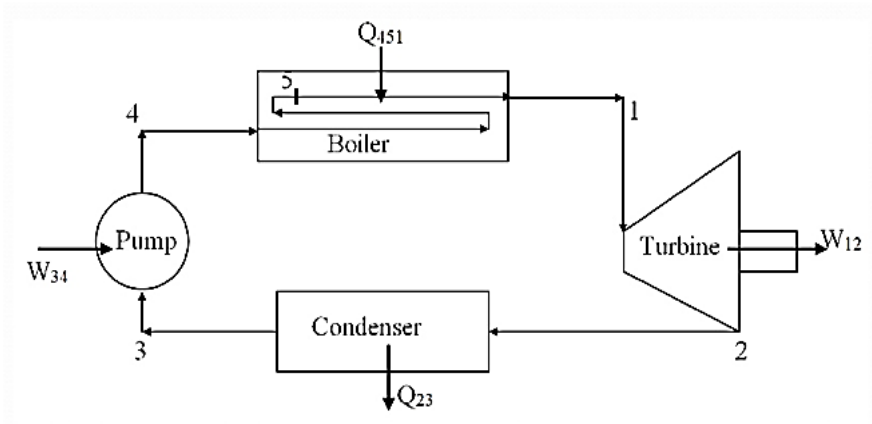 Q₄₅₁
5
4
1
Boiler
Pump
Turbine
W₁₂
W₃₄
Condenser
3
2
Q₂₃